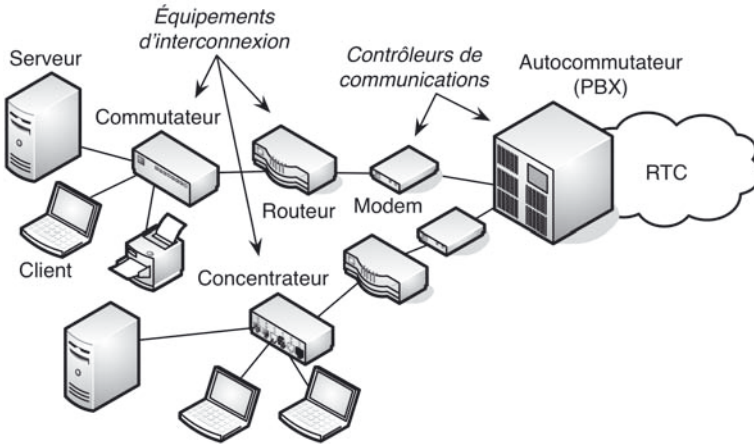 Équipements
d'interconnexion
Serveur
Contrôleurs de
communications
Autocommutateur
(PBX)
Commutateur
RTC
Routeur
Modem
Client
Concentrateur